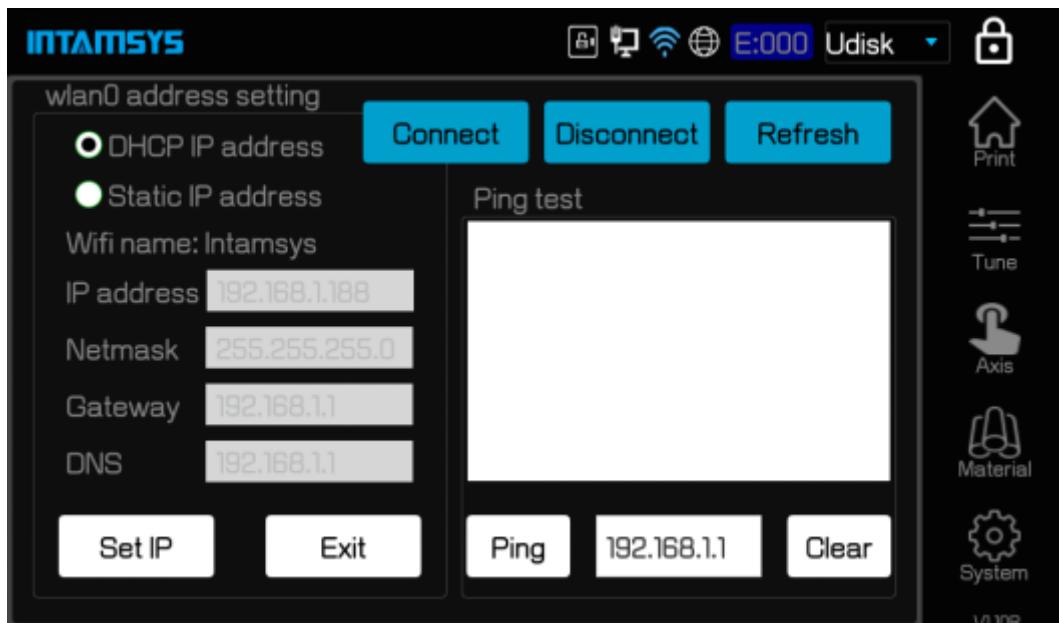 INTAMSYS
E:000 Udisk
wlan0 address setting
Connect Disconnect Refresh
DHCP IP address
Static IP address
Wifi name: Intamsys
IP address 192.168.1.188
Netmask 255.255.255.0
Gateway 192.168.1.1
DNS 192.168.1.1
Set IP Exit
Ping test
Ping 192.168.1.1 Clear
Print
Tune
Axis
Material
System